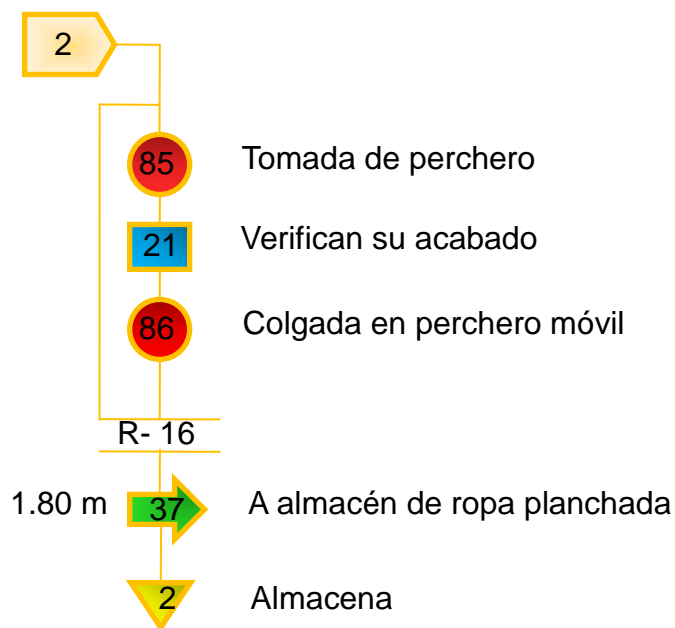 2
85 Tomada de perchero
21 Verifican su acabado
86 Colgada en perchero móvil
R- 16
1.80 m 37 A almacén de ropa planchada
2 Almacena